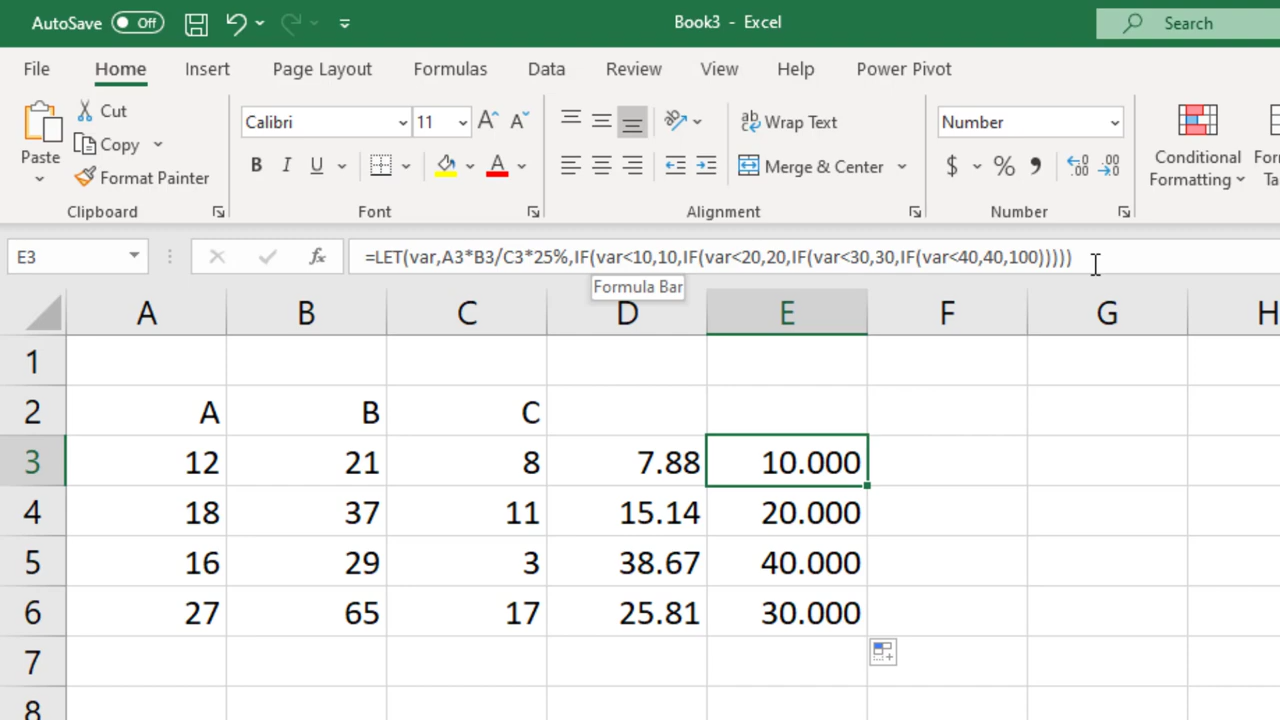 AutoSave Off Book3 - Excel Search
File Home Insert Page Layout Formulas Data Review View Help Power Pivot
Paste Cut Copy Format Painter
Calibri 11
B I U A
Wrap Text
Merge & Center
Number
$ % 9 .00 .00 .0
Conditional
Formatting
Clipboard Font Alignment Number
E3 fx =LET(var,A3*B3/C3*25%,IF(var<10,10,IF(var<20,20,IF(var<30,30,IF(var<40,40,100)))))
Formula Bar
A B C D E F G H
1
2 A B C
3 12 21 8 7.88 10.000
4 18 37 11 15.14 20.000
5 16 29 3 38.67 40.000
6 27 65 17 25.81 30.000
7
8